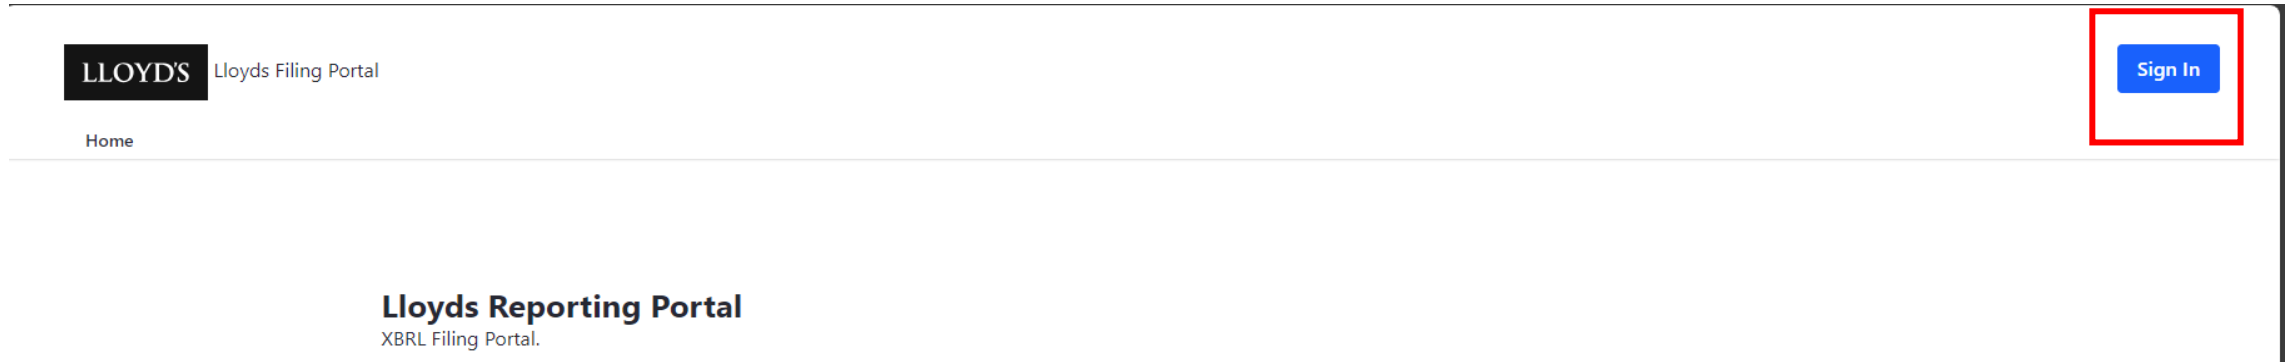 LLOYD'S Lloyds Filing Portal Sign In
Home
Lloyds Reporting Portal
XBRL Filing Portal.